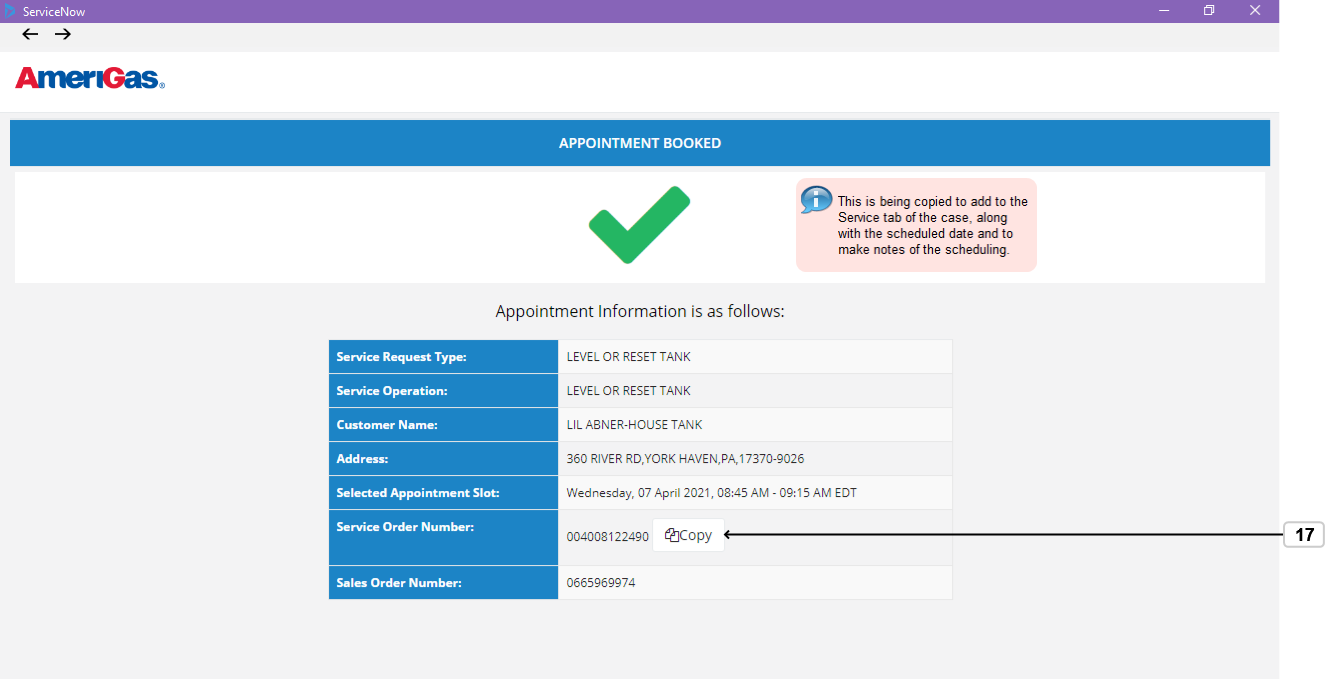 ServiceNow
AmeriGas®
APPOINTMENT BOOKED
This is being copied to add to the
Service tab of the case, along
with the scheduled date and to
make notes of the scheduling.
Appointment Information is as follows:
Service Request Type: LEVEL OR RESET TANK
Service Operation: LEVEL OR RESET TANK
Customer Name: LIL ABNER-HOUSE TANK
Address: 360 RIVER RD,YORK HAVEN,PA,17370-9026
Selected Appointment Slot: Wednesday, 07 April 2021, 08:45 AM - 09:15 AM EDT
Service Order Number: 004008122490 Copy
17
Sales Order Number: 0665969974